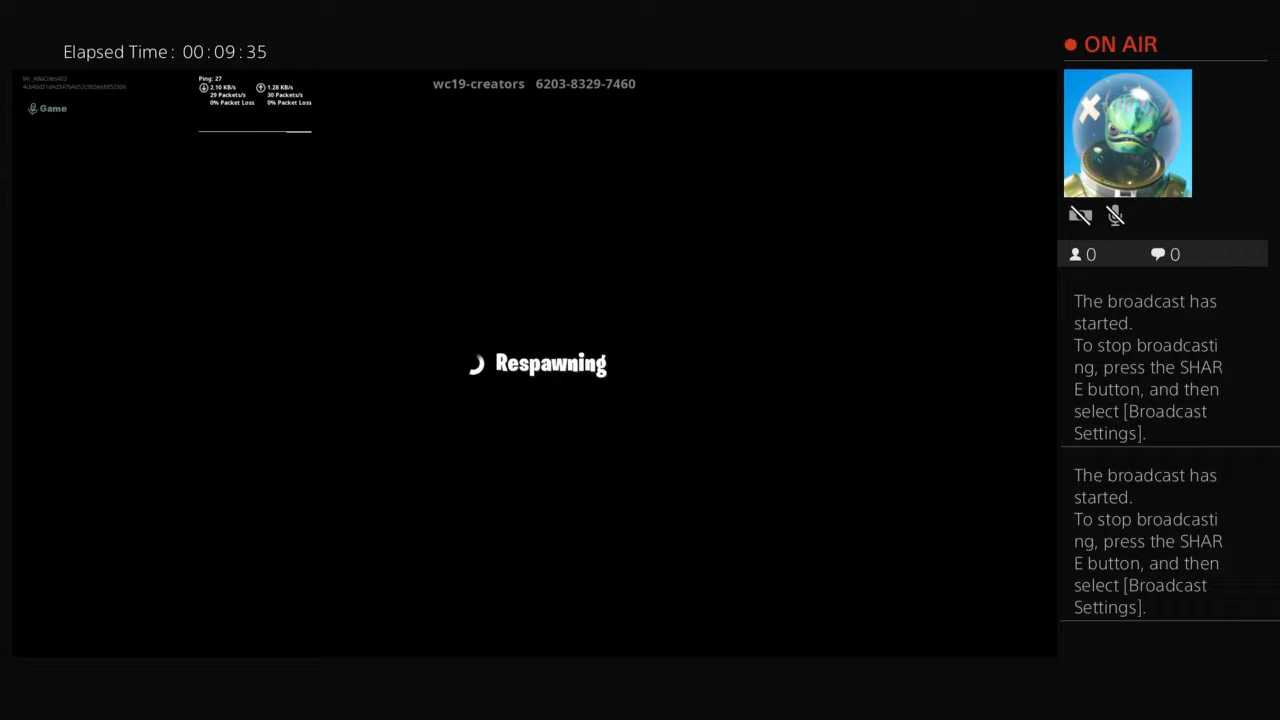 Elapsed Time: 00:09:35
ON AIR
Mr_KillaColes402
Ping: 27
2.10 KB/s 1.28 KB/s
29 Packets/s 30 Packets/s
0% Packet Loss 0% Packet Loss
wc19-creators 6203-8329-7460
Game
0 0
Respawning
The broadcast has
started.
To stop broadcasti
ng, press the SHAR
E button, and then
select [Broadcast
Settings].
The broadcast has
started.
To stop broadcasti
ng, press the SHAR
E button, and then
select [Broadcast
Settings].